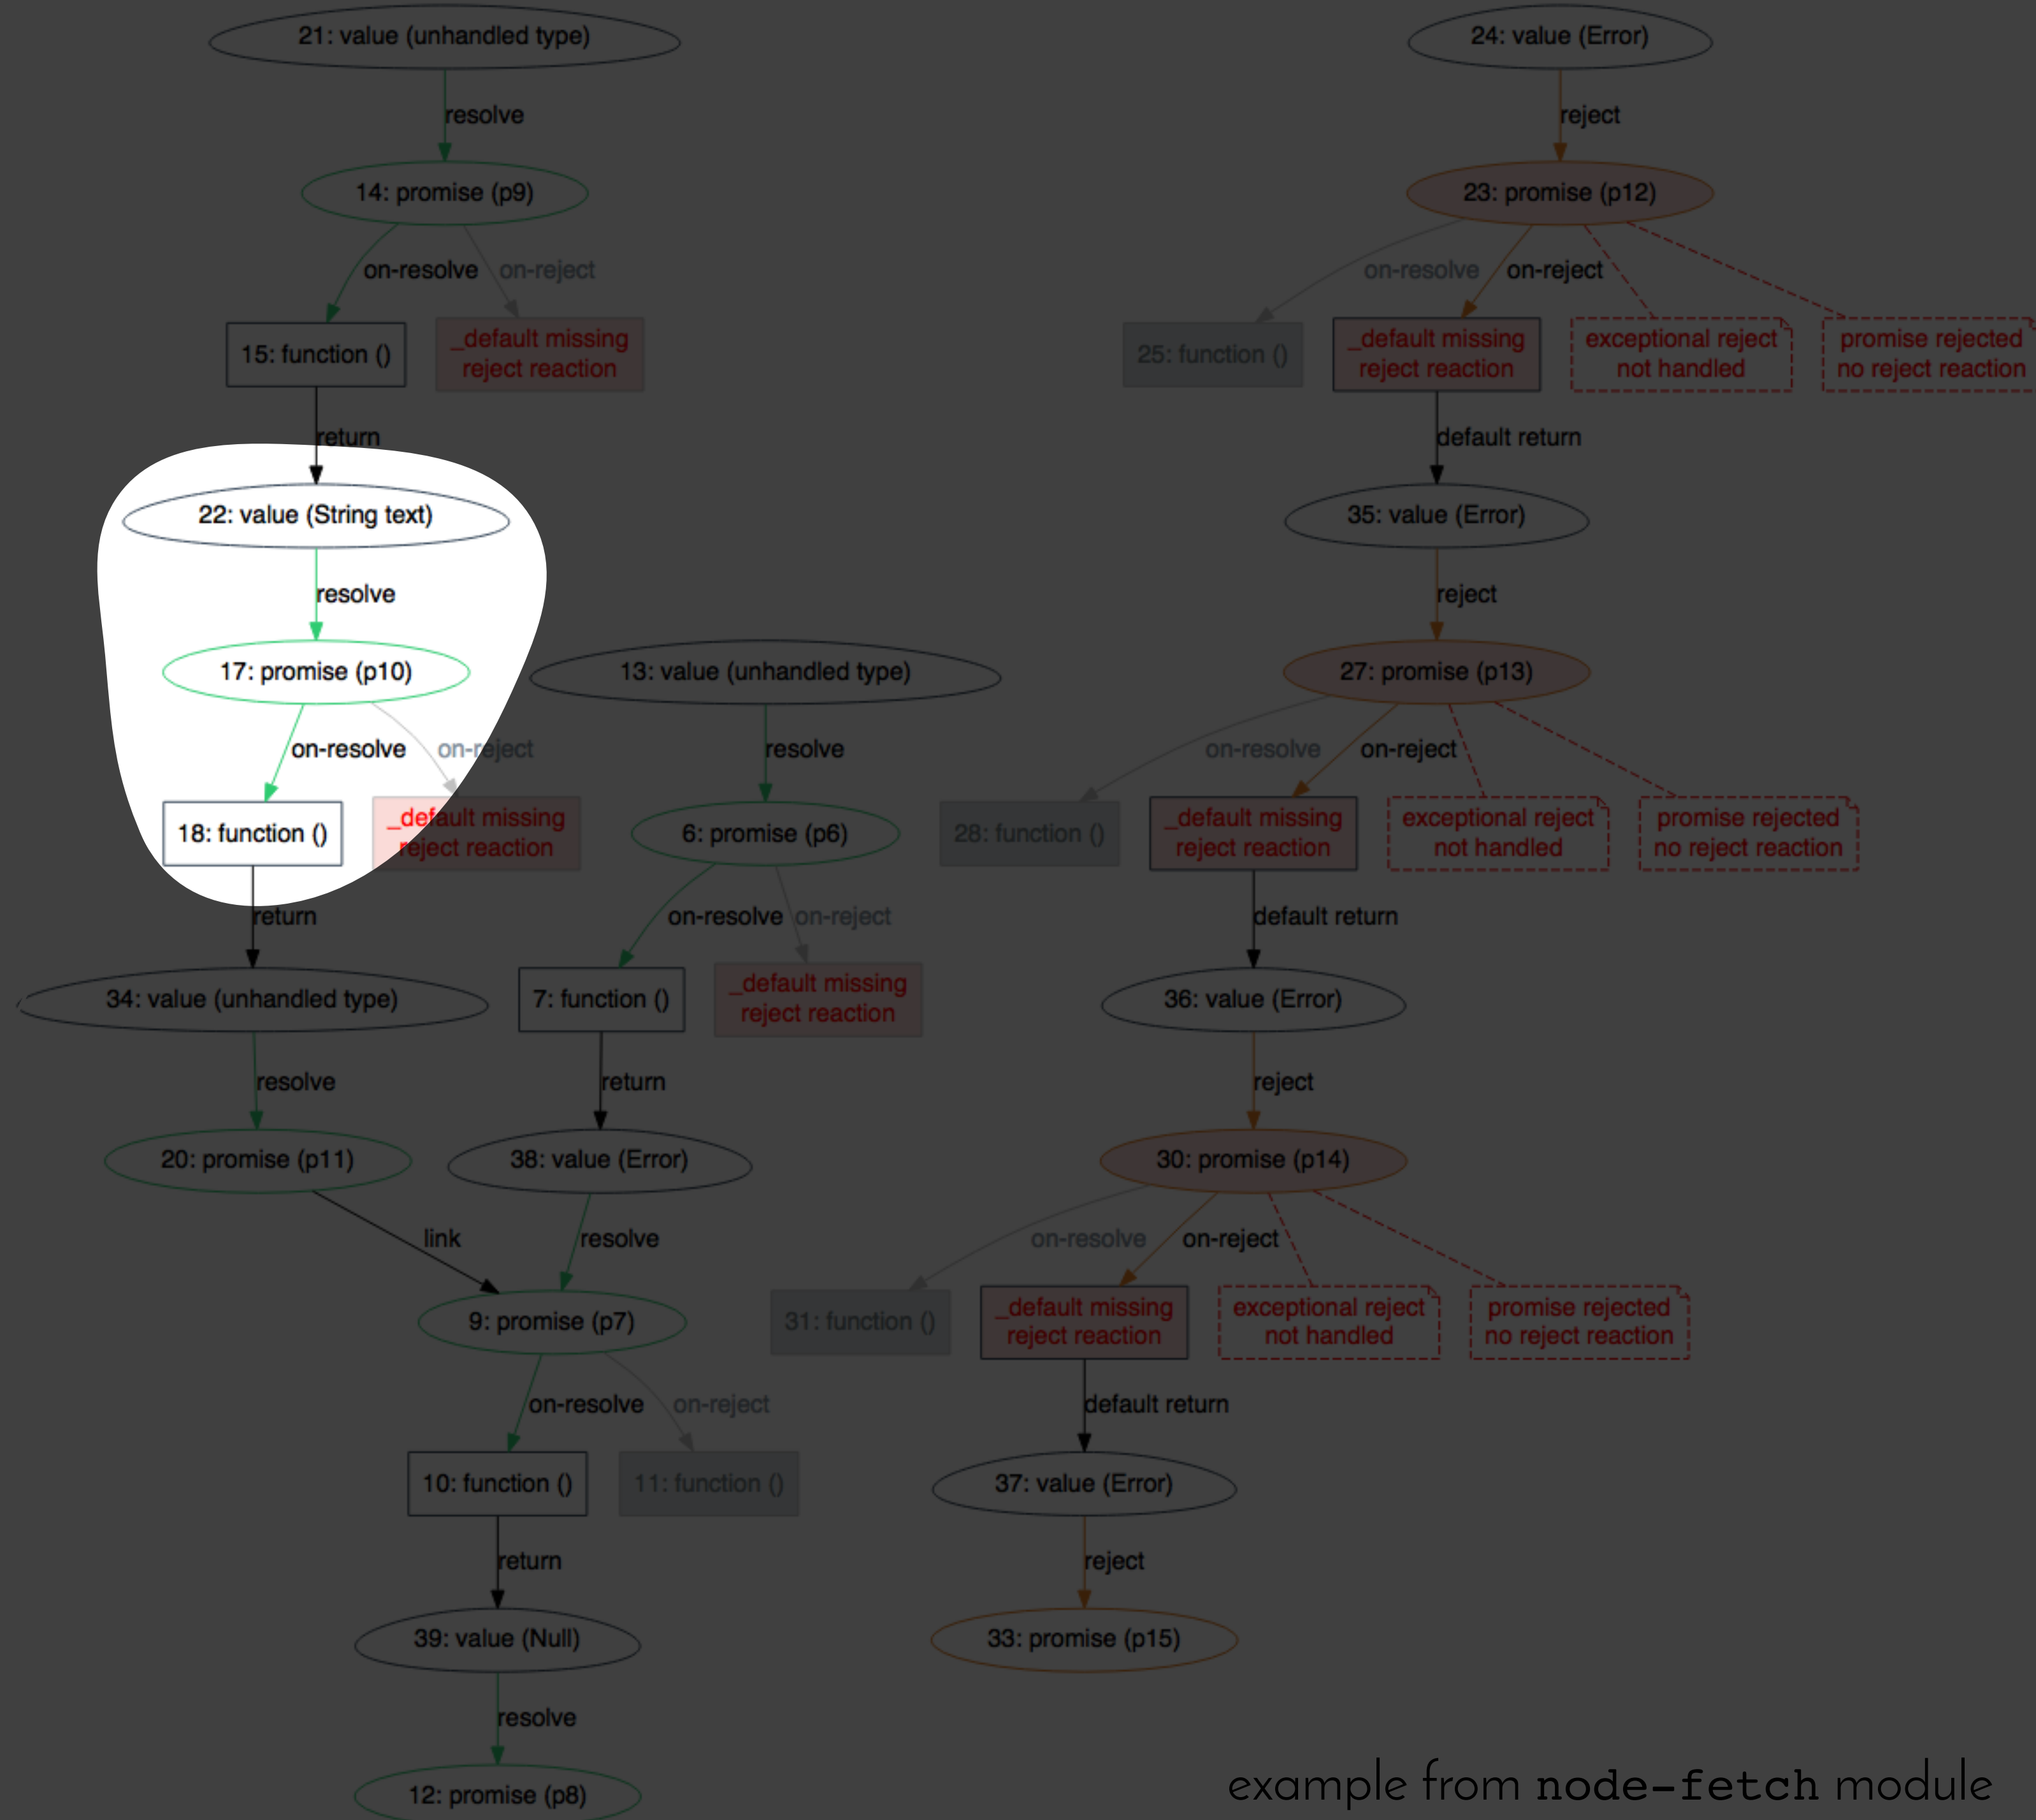 21: value (unhandled type)
24: value (Error)
resolve
reject
14: promise (p9)
23: promise (p12)
on-resolve
on-reject
on-resolve
on-reject
15: function ()
_default missing
reject reaction
25: function ()
_default missing
reject reaction
exceptional reject
not handled
promise rejected
no reject reaction
return
default return
22: value (String text)
35: value (Error)
resolve
reject
17: promise (p10)
13: value (unhandled type)
27: promise (p13)
on-resolve
on-reject
resolve
on-resolve
on-reject
18: function ()
_default missing
reject reaction
6: promise (p6)
28: function ()
_default missing
reject reaction
exceptional reject
not handled
promise rejected
no reject reaction
return
on-resolve
on-reject
default return
34: value (unhandled type)
7: function ()
_default missing
reject reaction
36: value (Error)
resolve
return
reject
20: promise (p11)
38: value (Error)
30: promise (p14)
link
resolve
on-resolve
on-reject
9: promise (p7)
31: function ()
_default missing
reject reaction
exceptional reject
not handled
promise rejected
no reject reaction
on-resolve
on-reject
default return
10: function ()
11: function ()
37: value (Error)
return
reject
39: value (Null)
33: promise (p15)
resolve
12: promise (p8)
example from node-fetch module